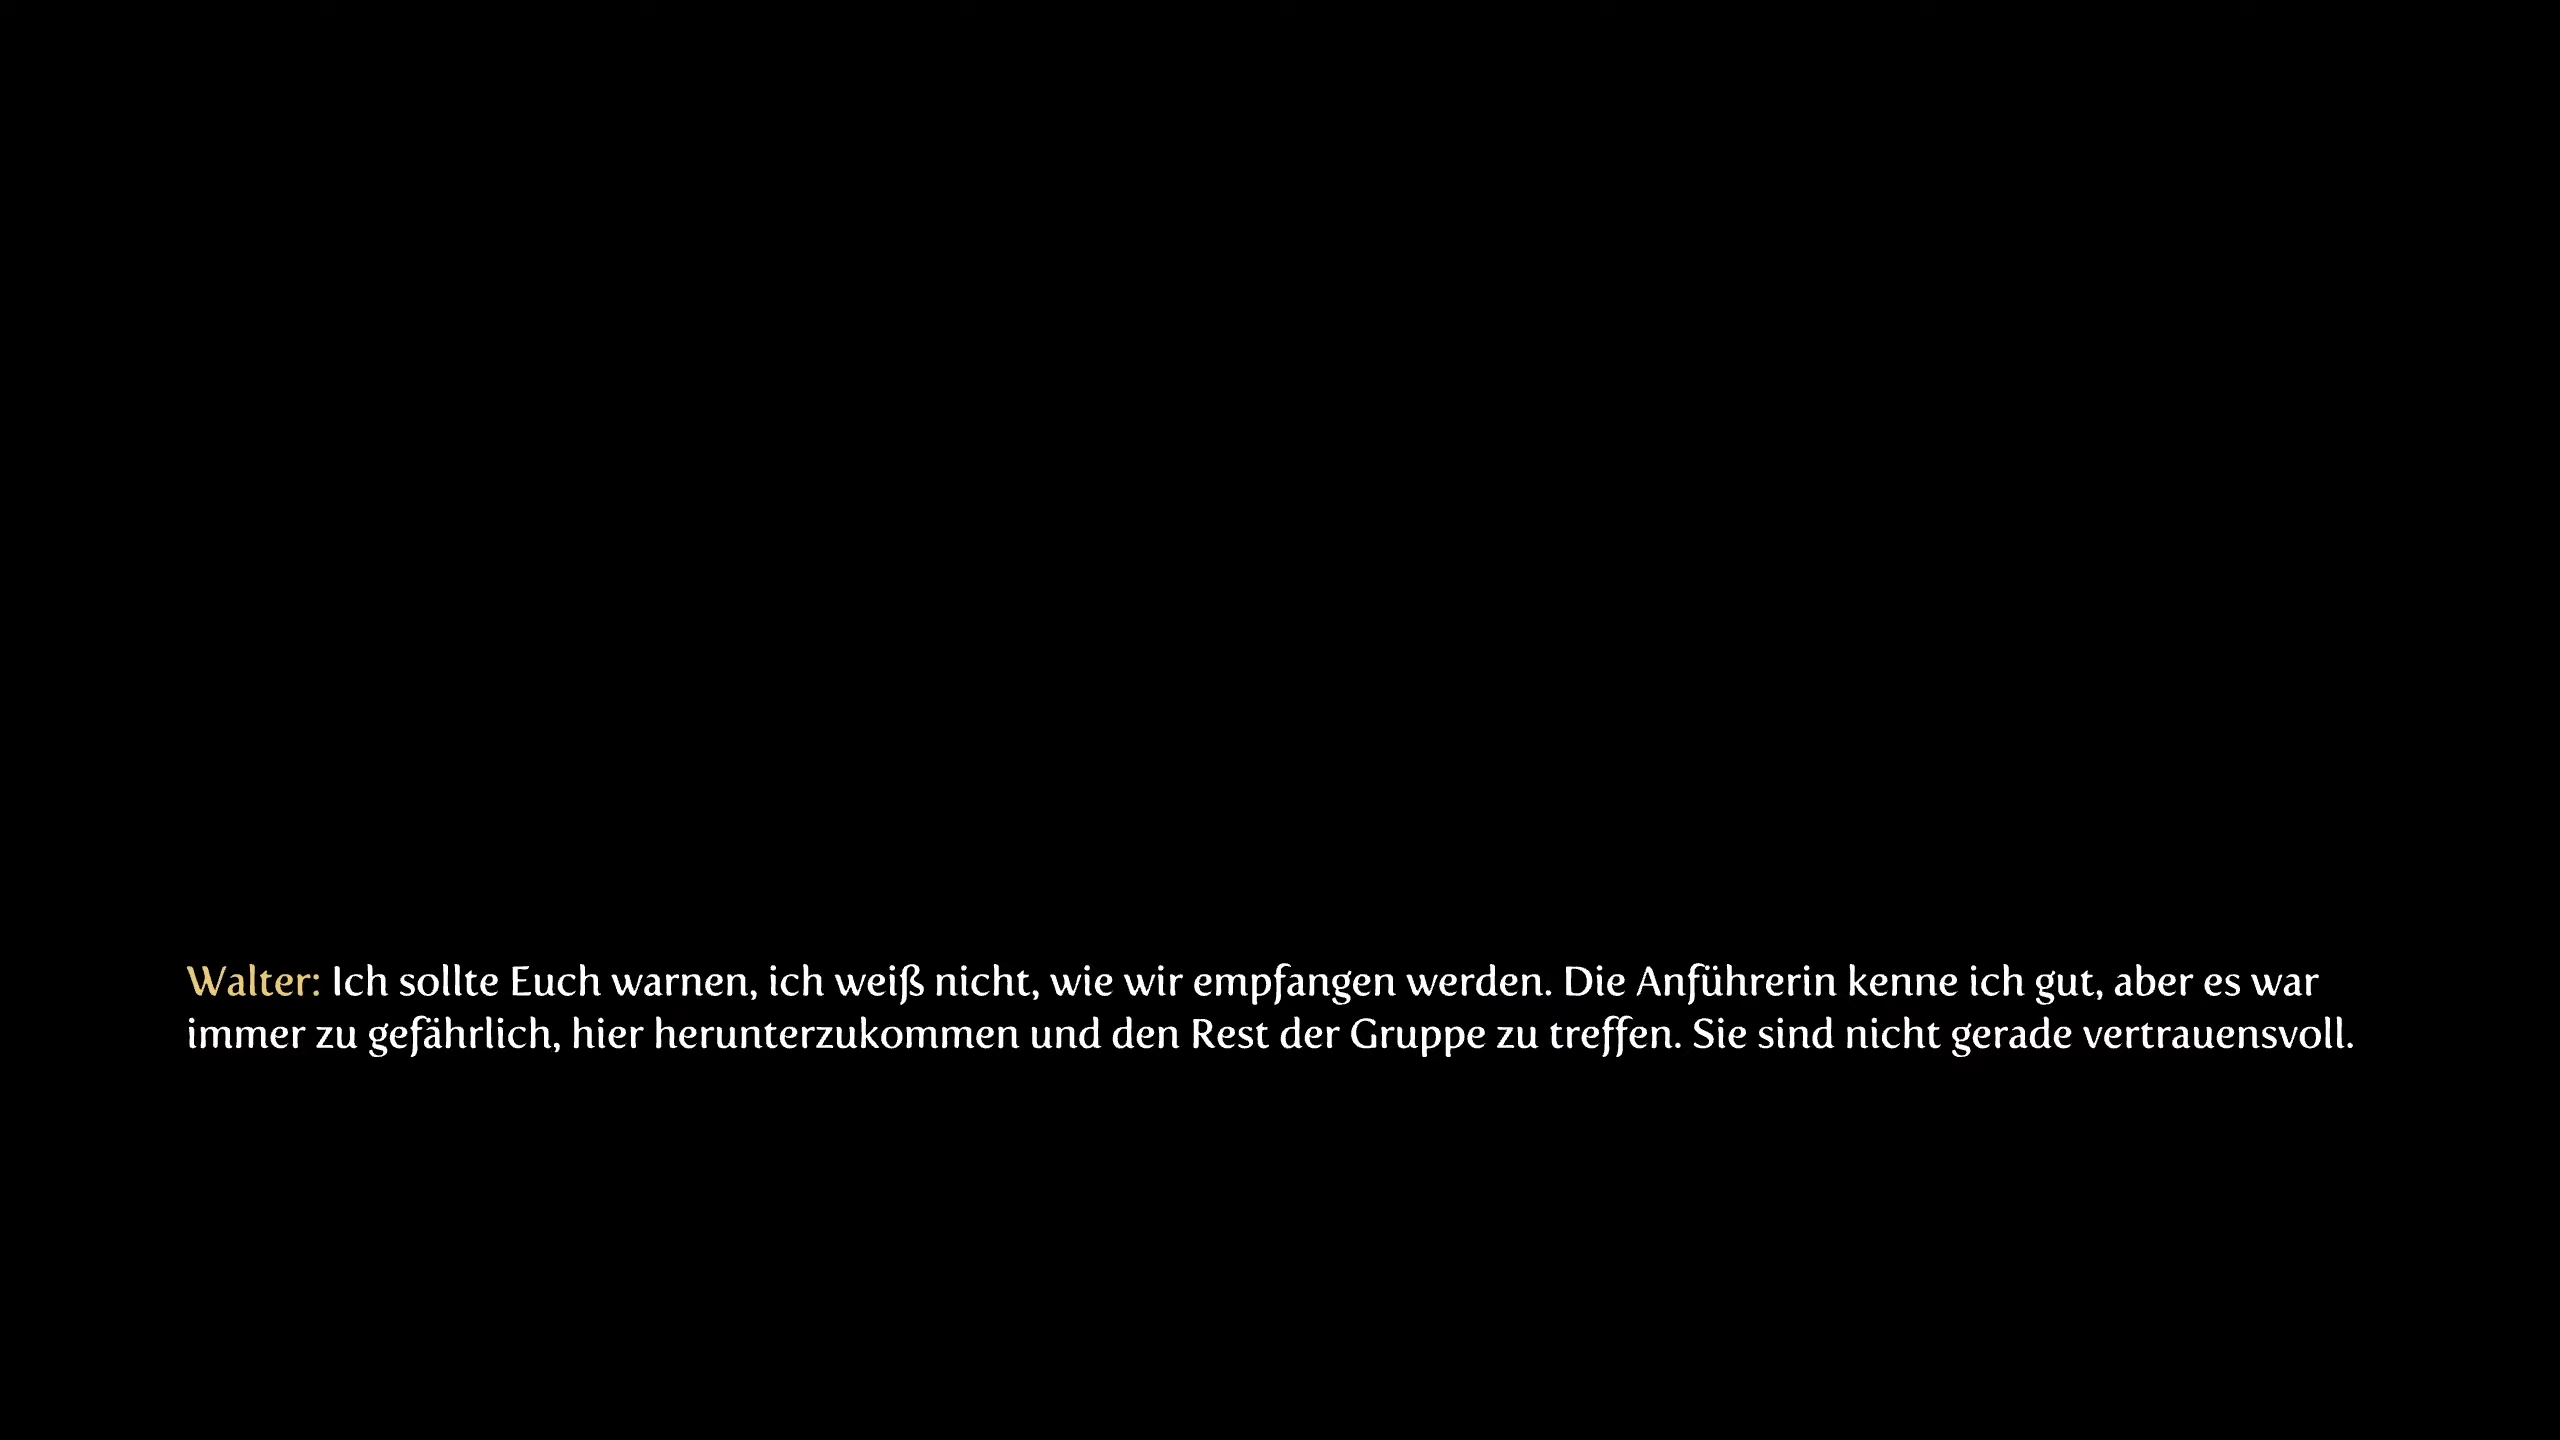 Walter: Ich sollte Euch warnen, ich weiß nicht, wie wir empfangen werden. Die Anführerin kenne ich gut, aber es war
immer zu gefährlich, hier herunterzukommen und den Rest der Gruppe zu treffen. Sie sind nicht gerade vertrauensvoll.